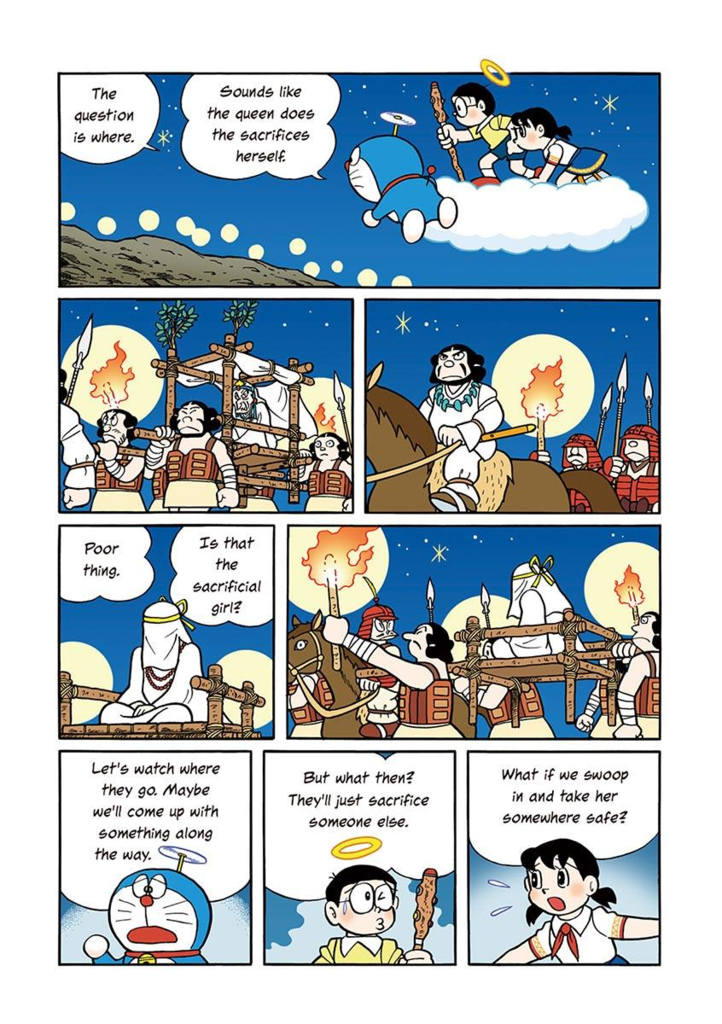 Sounds like
the queen does
the sacrifices
herself.
The
question
is where.
Is that
the
sacrificial
girl?
Poor
thing.
What if we swoop
in and take her
somewhere safe?
But what then?
They'll just sacrifice
someone else.
Let's watch where
they go. Maybe
we'll come up with
something along
the way.